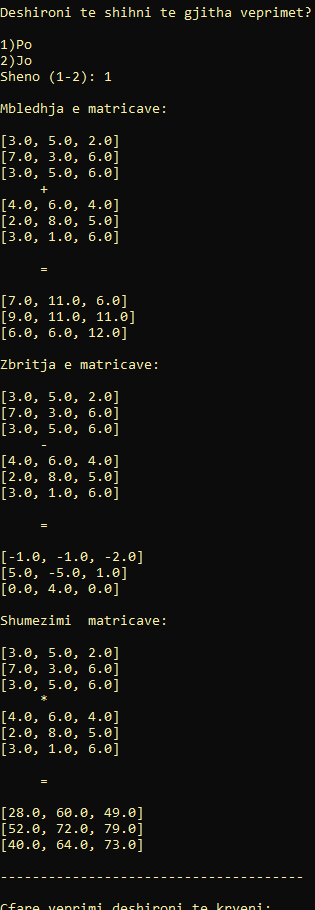 Deshironi te shihni te gjitha veprimet?
1)Po
2)Jo
Sheno (1-2): 1
Mbledhja e matricave:
[3.0, 5.0, 2.0]
[7.0, 3.0, 6.0]
[3.0, 5.0, 6.0]
+
[4.0, 6.0, 4.0]
[2.0, 8.0, 5.0]
[3.0, 1.0, 6.0]
=
[7.0, 11.0, 6.0]
[9.0, 11.0, 11.0]
[6.0, 6.0, 12.0]
Zbritja e matricave:
[3.0, 5.0, 2.0]
[7.0, 3.0, 6.0]
[3.0, 5.0, 6.0]
-
[4.0, 6.0, 4.0]
[2.0, 8.0, 5.0]
[3.0, 1.0, 6.0]
=
[-1.0, -1.0, -2.0]
[5.0, -5.0, 1.0]
[0.0, 4.0, 0.0]
Shumezimi  matricave:
[3.0, 5.0, 2.0]
[7.0, 3.0, 6.0]
[3.0, 5.0, 6.0]
*
[4.0, 6.0, 4.0]
[2.0, 8.0, 5.0]
[3.0, 1.0, 6.0]
=
[28.0, 60.0, 49.0]
[52.0, 72.0, 79.0]
[40.0, 64.0, 73.0]
--------------------------------------
Cfare veprimi deshironi te kryeni: